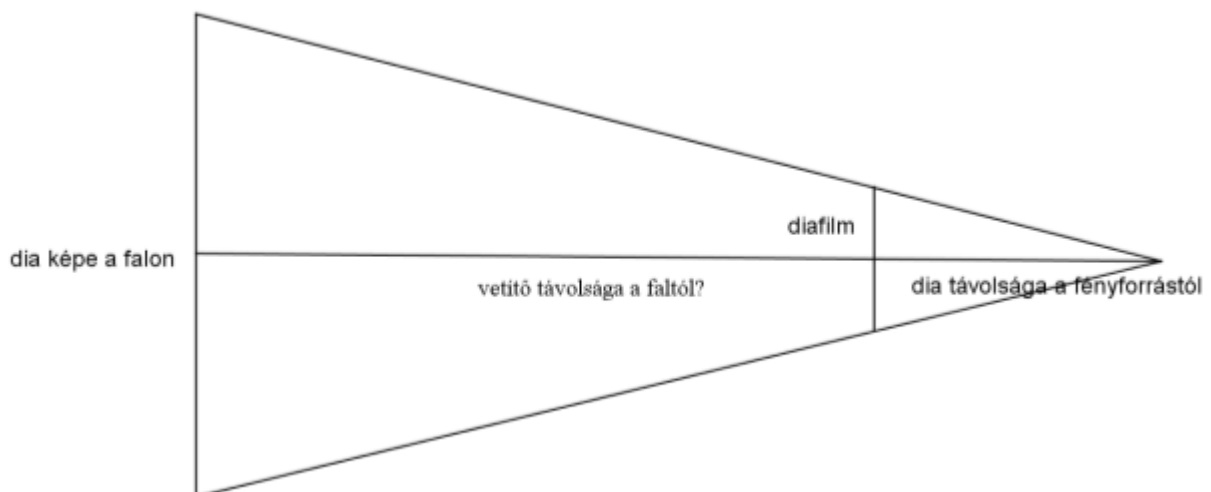 diafilm
dia képe a falon
vetítő távolsága a faltól?
dia távolsága a fényforrástól